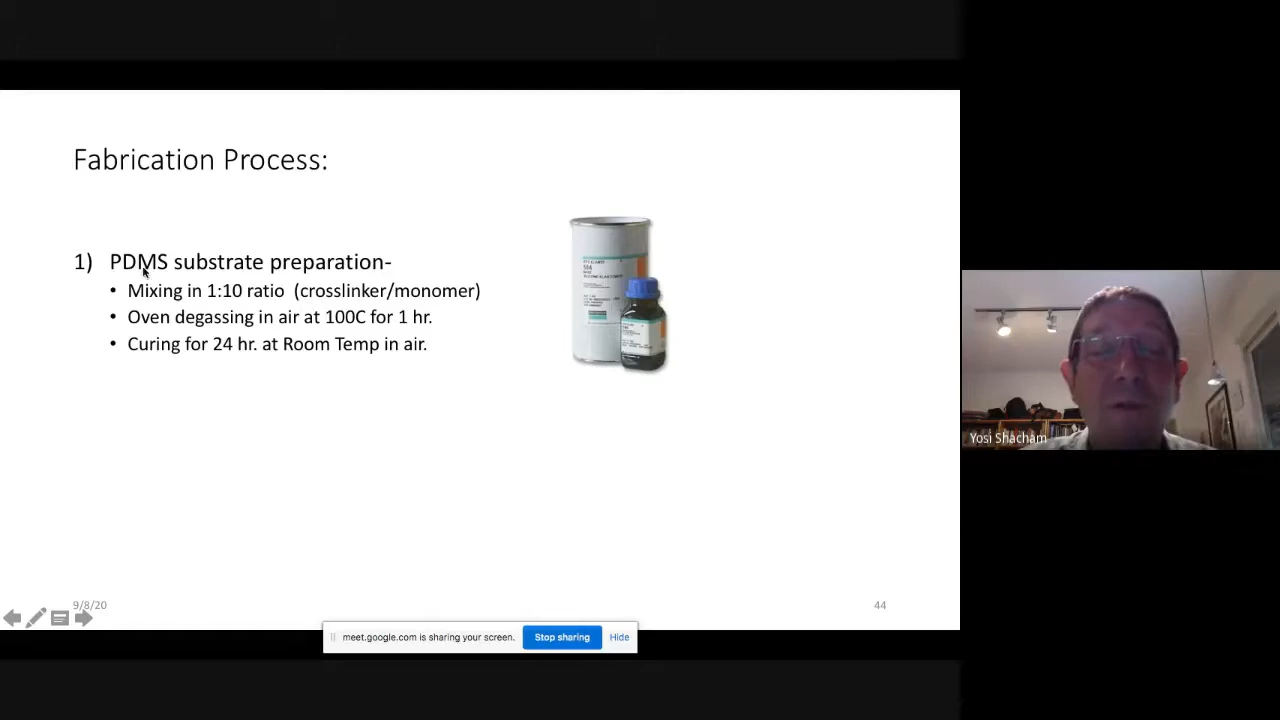 Fabrication Process:
1) PDMS substrate preparation-
• Mixing in 1:10 ratio (crosslinker/monomer)
• Oven degassing in air at 100C for 1 hr.
• Curing for 24 hr. at Room Temp in air.
Yosi Shacham
9/8/20
44
meet.google.com is sharing your screen.
Stop sharing
Hide